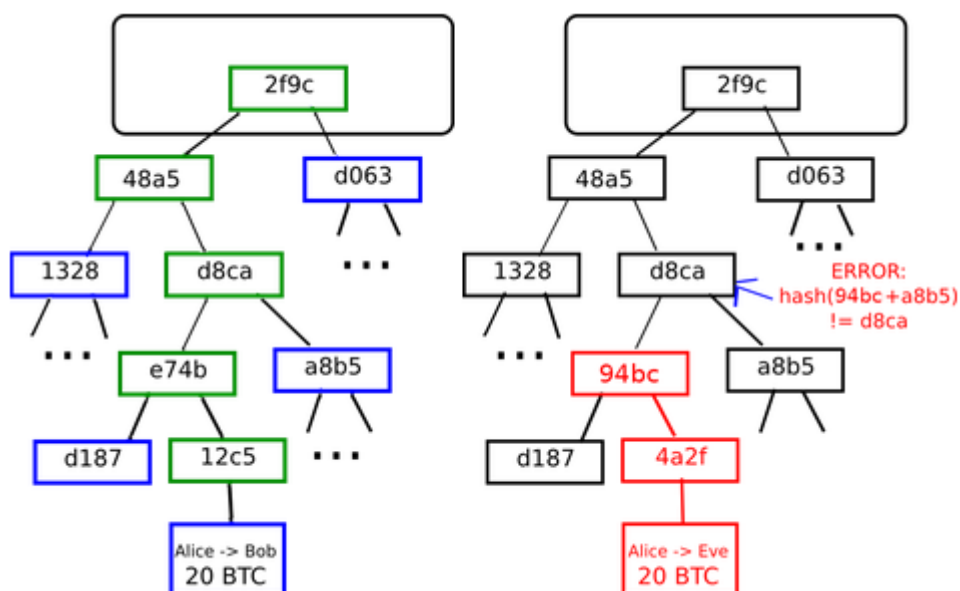 2f9c
48a5
d063
1328
d8ca
...
...
e74b
a8b5
d187
12c5
...
Alice -> Bob
20 BTC
2f9c
48a5
d063
...
1328
d8ca
ERROR:
hash(94bc+a8b5)
!= d8ca
...
94bc
a8b5
d187
4a2f
Alice -> Eve
20 BTC